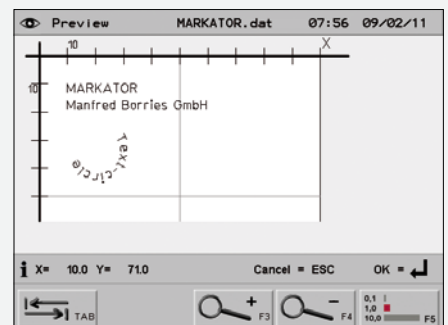 Preview MARKATOR.dat 07:56 09/02/11
10 X
10
MARKATOR
Manfred Borries GmbH
Text-circle
i X= 10.0 Y= 71.0 Cancel = ESC OK =
TAB + F3 - F4 0,1 1,0 10,0 F5